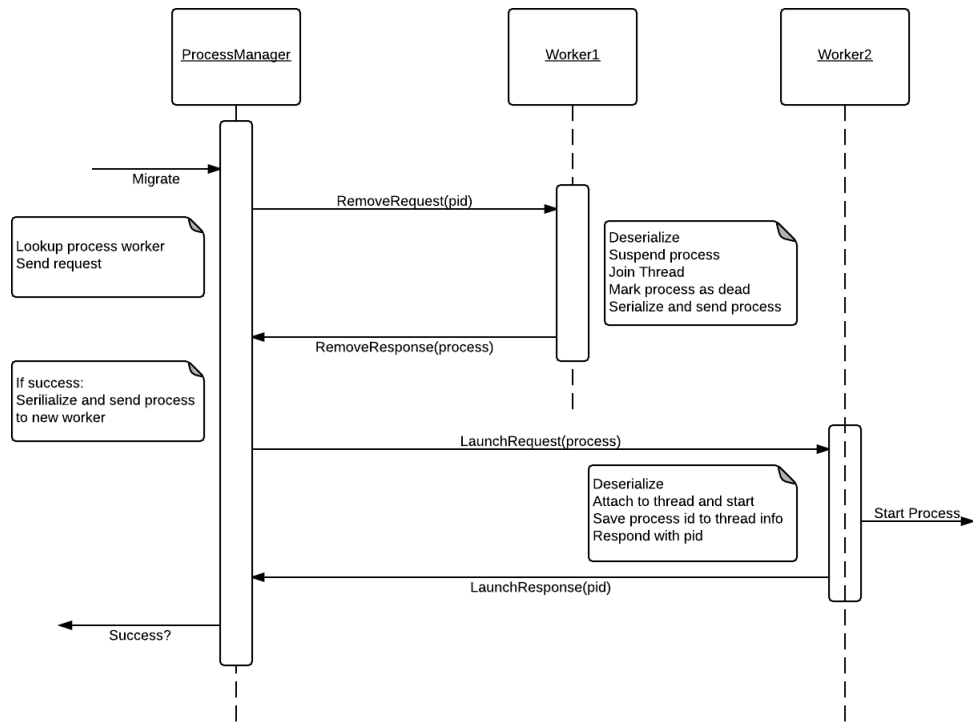 ProcessManager
Worker1
Worker2
Migrate
RemoveRequest(pid)
Lookup process worker
Send request
Deserialize
Suspend process
Join Thread
Mark process as dead
Serialize and send process
RemoveResponse(process)
If success:
Serilialize and send process
to new worker
LaunchRequest(process)
Deserialize
Attach to thread and start
Save process id to thread info
Respond with pid
Start Process
LaunchResponse(pid)
Success?